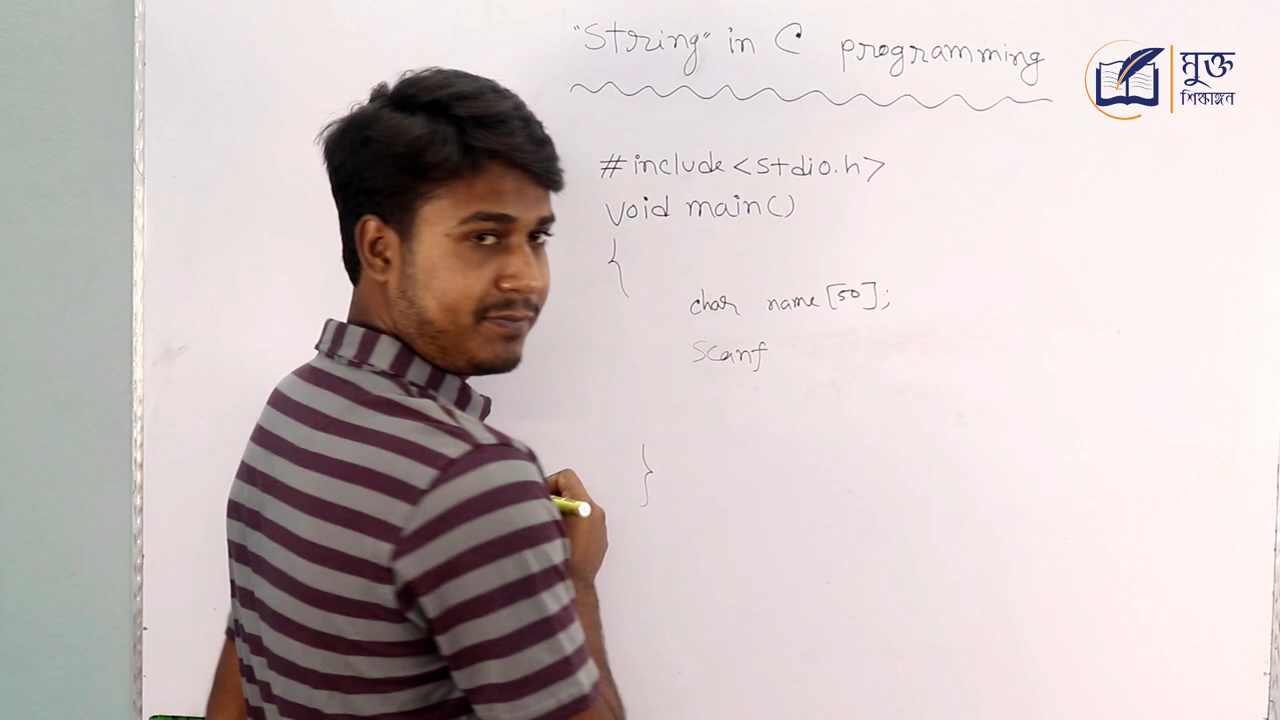 "String" in C programming
মুক্ত
শিক্ষাঙ্গন
#include<stdio.h>
void main()
{
char name[50];
Scanf
}